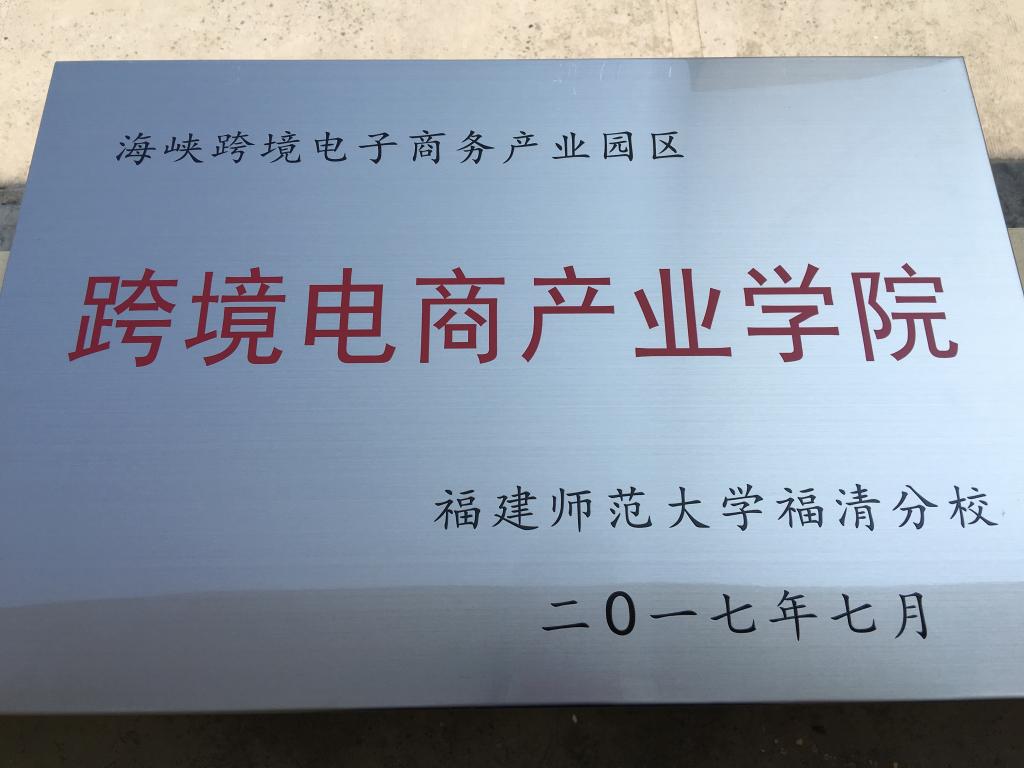 海峡跨境电子商务产业园区
跨境电商产业学院
福建师范大学福清分校
二0一七年七月